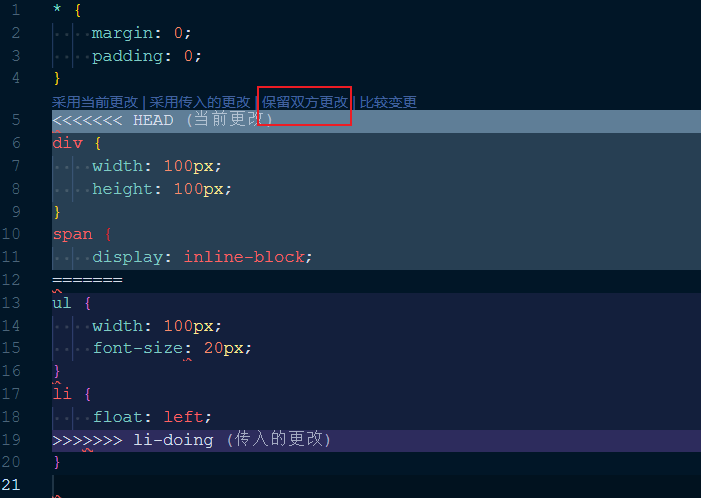 1 * {
2 margin: 0;
3 padding: 0;
4 }
采用当前更改 | 采用传入的更改 | 保留双方更改 | 比较变更
5 <<<<<<< HEAD (当前更改)
6 div {
7 width: 100px;
8 height: 100px;
9 }
10 span {
11 display: inline-block;
12 =======
13 ul {
14 width: 100px;
15 font-size: 20px;
16 }
17 li {
18 float: left;
19 >>>>>>> li-doing (传入的更改)
20 }
21